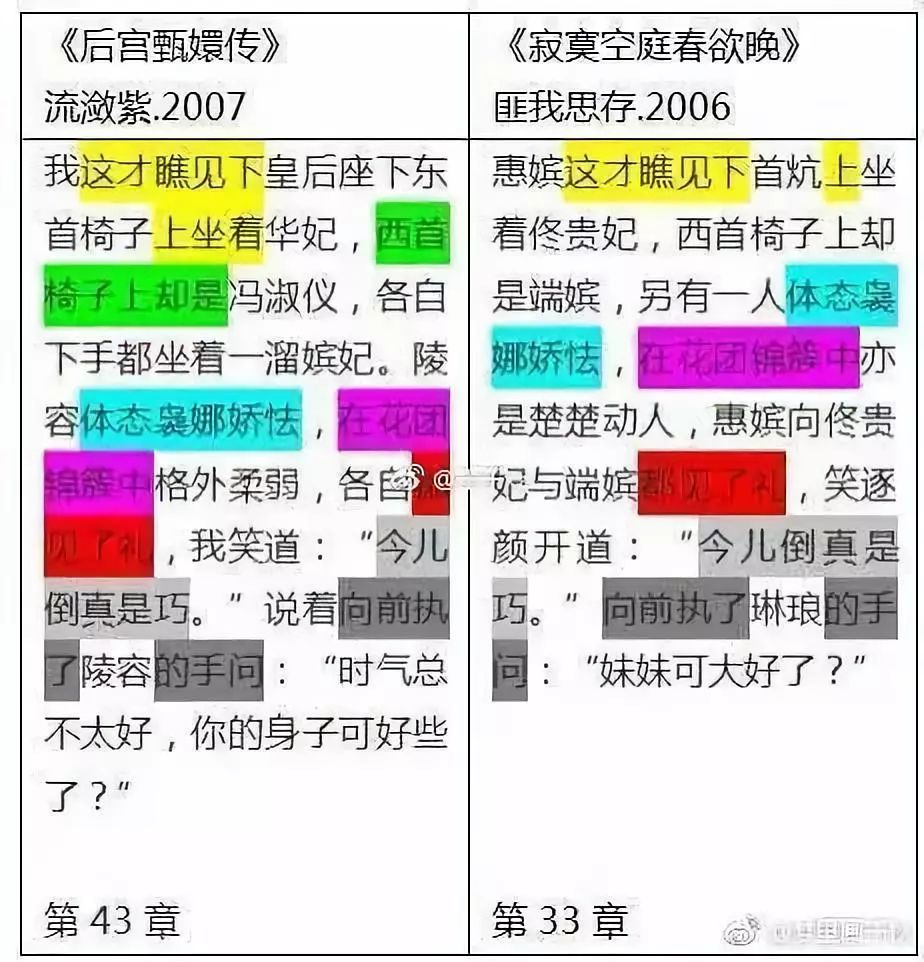 《后宫甄嬛传》
流潋紫.2007
我这才瞧见下皇后座下东
首椅子上坐着华妃，西首
椅子上却是冯淑仪，各自
下手都坐着一溜嫔妃。陵
容体态袅娜娇怯，在花团
锦簇中格外柔弱，各自
见了礼，我笑道：“今儿
倒真是巧。”说着向前执
了陵容的手问：“时气总
不太好，你的身子可好些
了？”
第 43 章
《寂寞空庭春欲晚》
匪我思存.2006
惠嫔这才瞧见下首炕上坐
着佟贵妃，西首椅子上却
是端嫔，另有一人体态袅
娜娇怯，在花团锦簇中亦
是楚楚动人，惠嫔向佟贵
妃与端嫔都见了礼，笑逐
颜开道：“今儿倒真是
巧。”向前执了琳琅的手
问：“妹妹可大好了？”
第 33 章